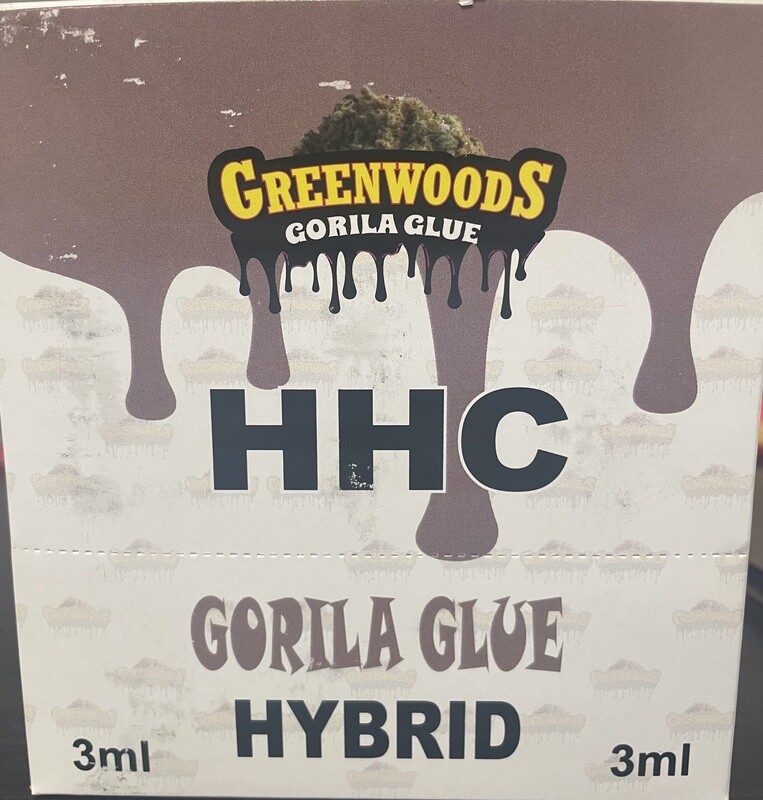 GREENWOODS
GORILA GLUE
HHC
GORILA GLUE
HYBRID
3ml 3ml